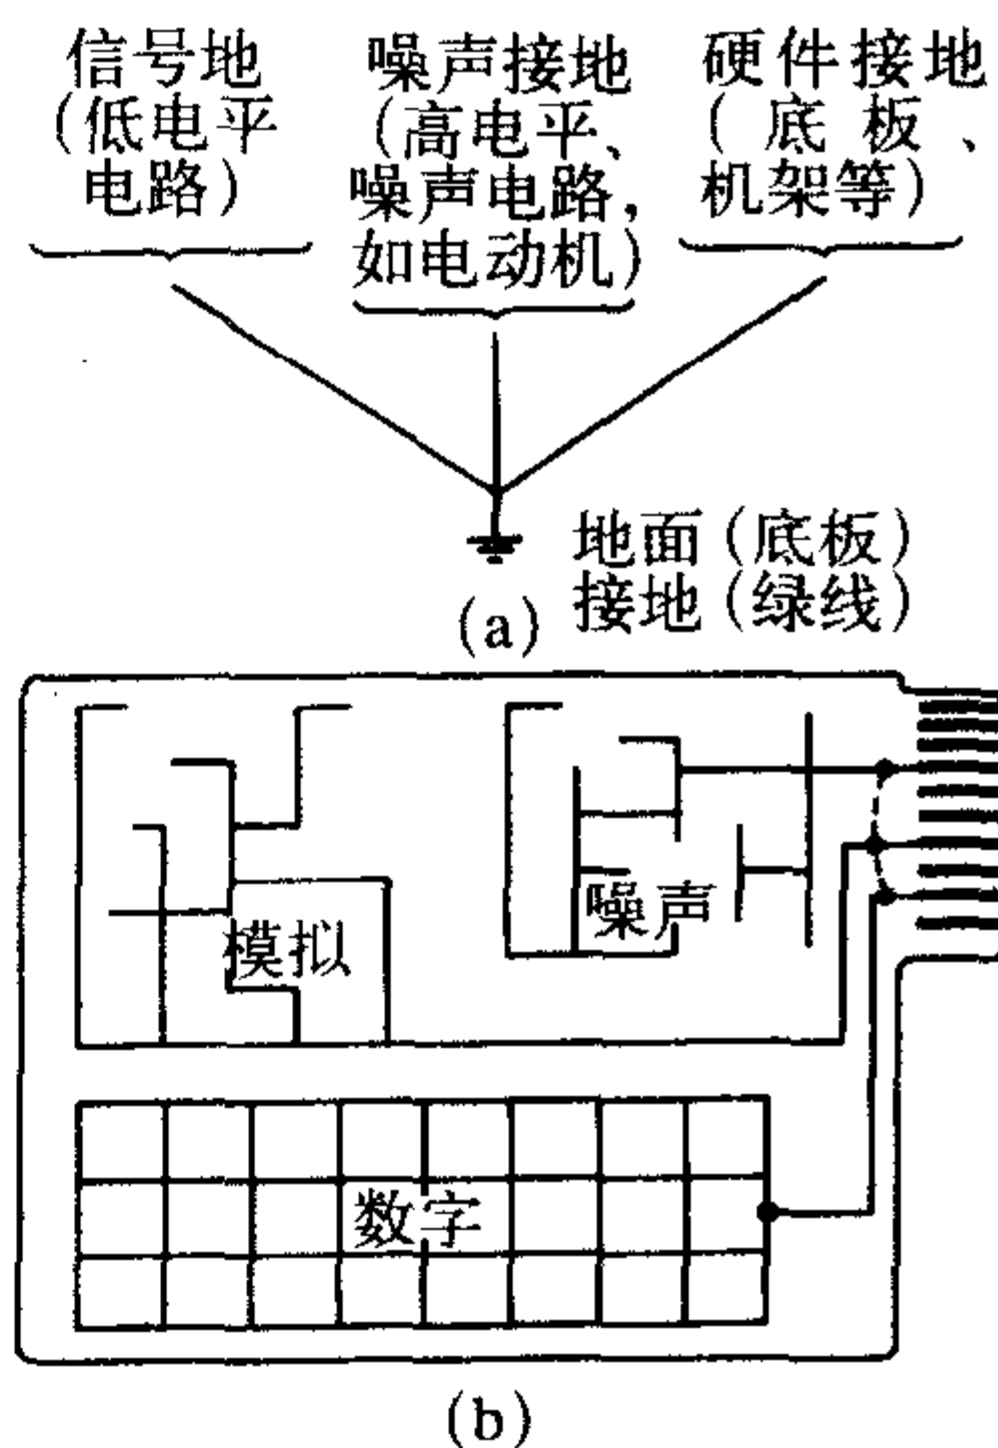 信号地
(低电平
电路)
噪声接地
(高电平、
噪声电路,
如电动机)
硬件接地
(底板、
机架等)
地面(底板)
接地(绿线)
(a)
模拟
噪声
数字
(b)